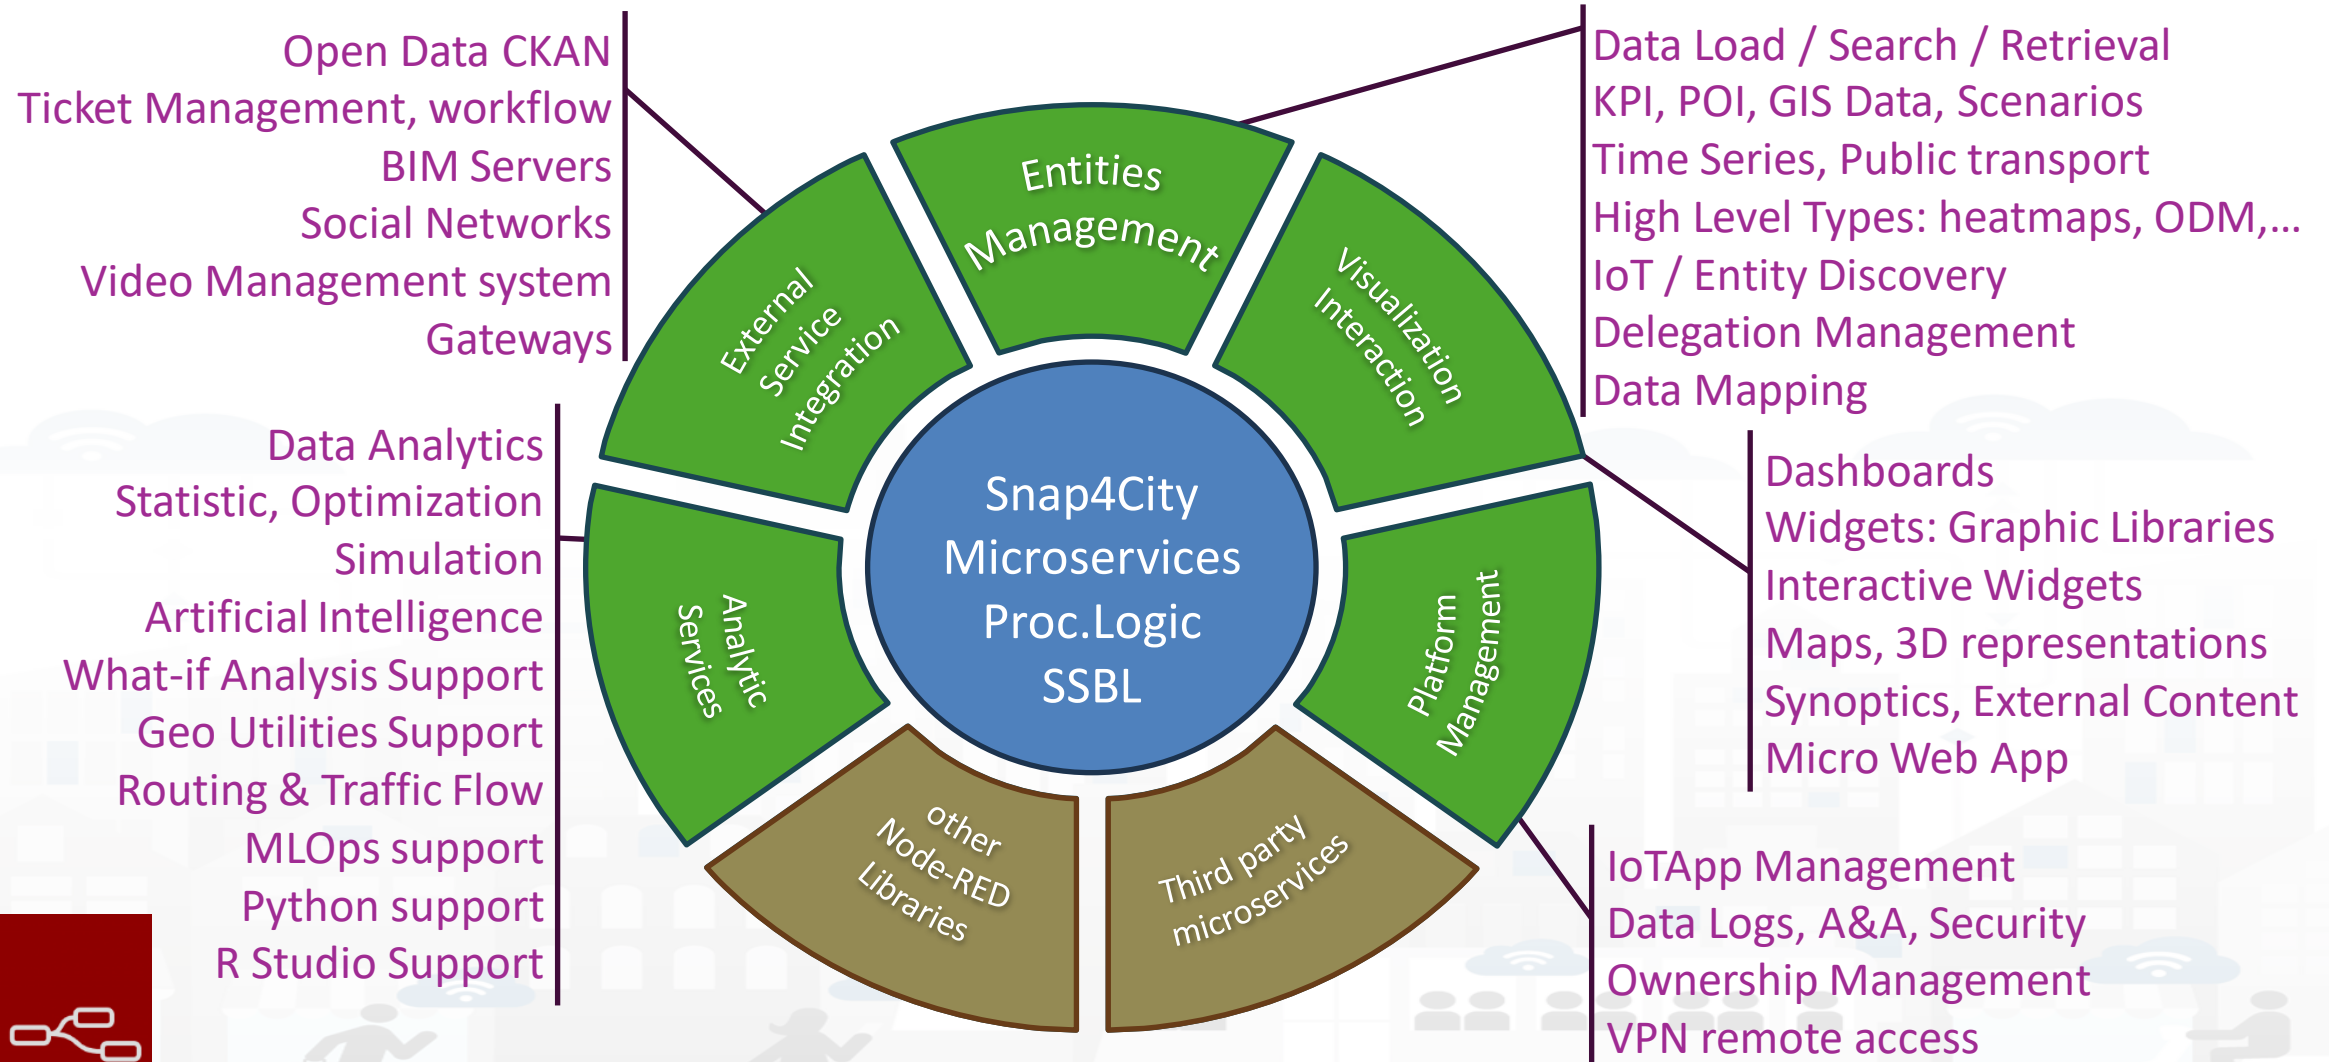 Open Data CKAN
Ticket Management, workflow
BIM Servers
Social Networks
Video Management system
Gateways
Data Analytics
Statistic, Optimization
Simulation
Artificial Intelligence
What-if Analysis Support
Geo Utilities Support
Routing & Traffic Flow
MLOps support
Python support
R Studio Support
Entities
Management
External
Service
Integration
Visualization
Interaction
Snap4City
Microservices
Proc.Logic
SSBL
Analytic
Services
Platform
Management
other
Node-RED
Libraries
Third party
microservices
Data Load / Search / Retrieval
KPI, POI, GIS Data, Scenarios
Time Series, Public transport
High Level Types: heatmaps, ODM,...
IoT / Entity Discovery
Delegation Management
Data Mapping
Dashboards
Widgets: Graphic Libraries
Interactive Widgets
Maps, 3D representations
Synoptics, External Content
Micro Web App
IoTApp Management
Data Logs, A&A, Security
Ownership Management
VPN remote access